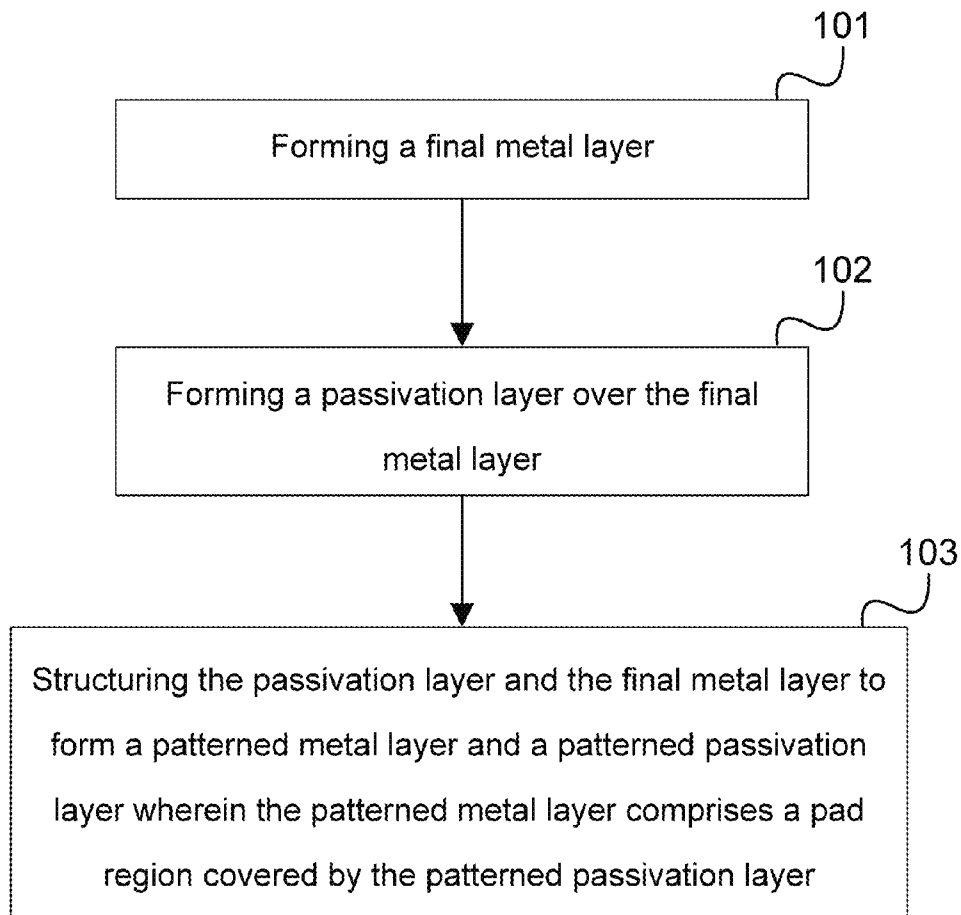 101
Forming a final metal layer
102
Forming a passivation layer over the final
metal layer
103
Structuring the passivation layer and the final metal layer to
form a patterned metal layer and a patterned passivation
layer wherein the patterned metal layer comprises a pad
region covered by the patterned passivation layer